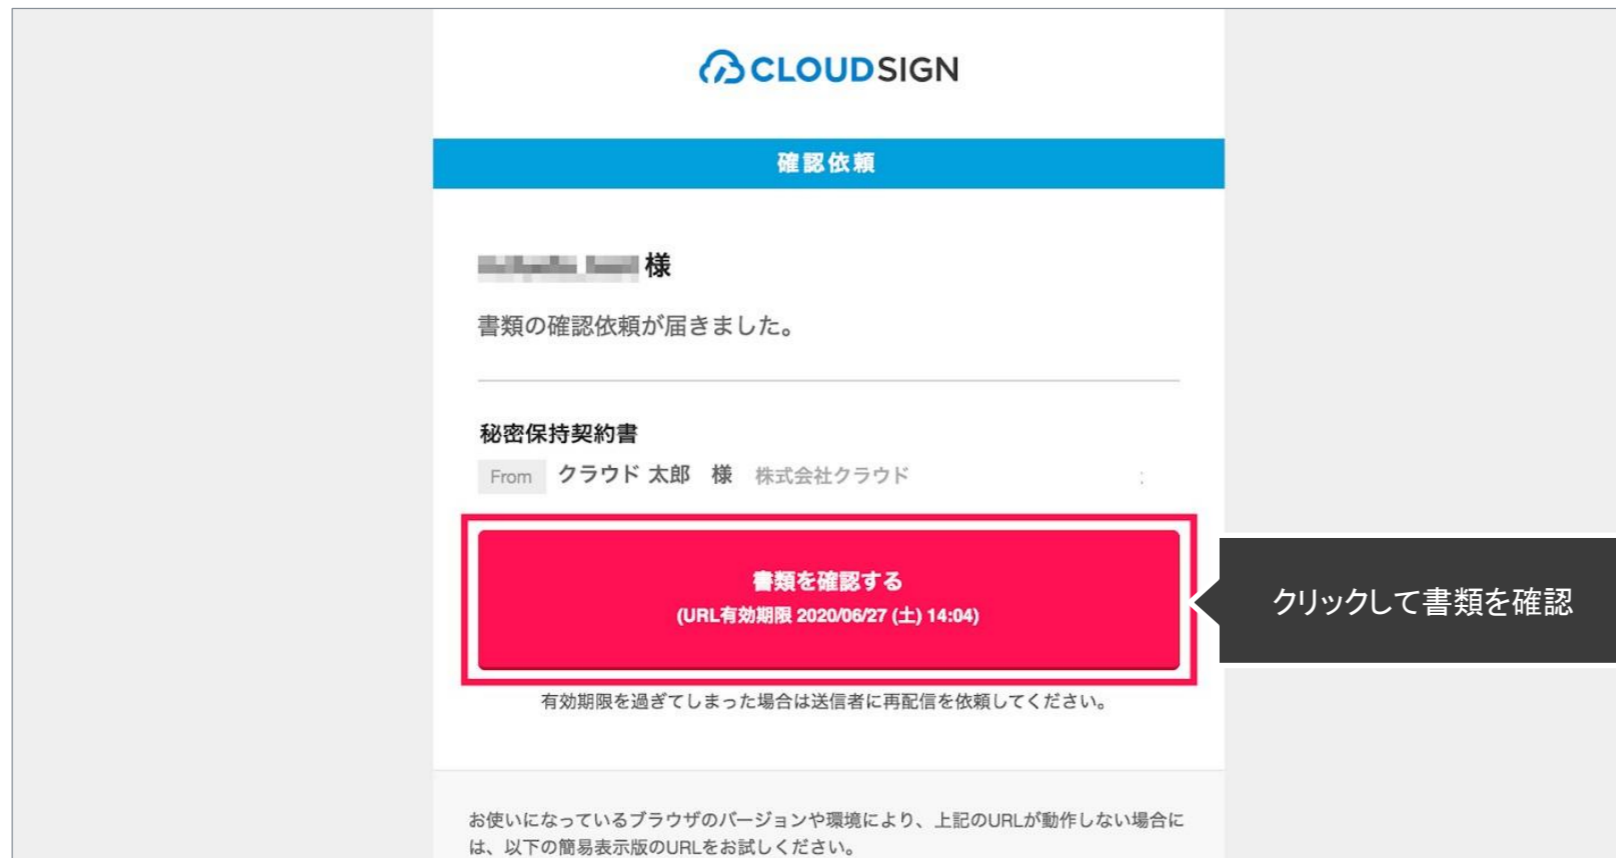 CLOUDSIGN
確認依頼
様
書類の確認依頼が届きました。
秘密保持契約書
From クラウド 太郎 様 株式会社クラウド :
書類を確認する
(URL有効期限 2020/06/27 (土) 14:04)
クリックして書類を確認
有効期限を過ぎてしまった場合は送信者に再配信を依頼してください。
お使いになっているブラウザのバージョンや環境により、上記のURLが動作しない場合に
は、以下の簡易表示版のURLをお試しください。